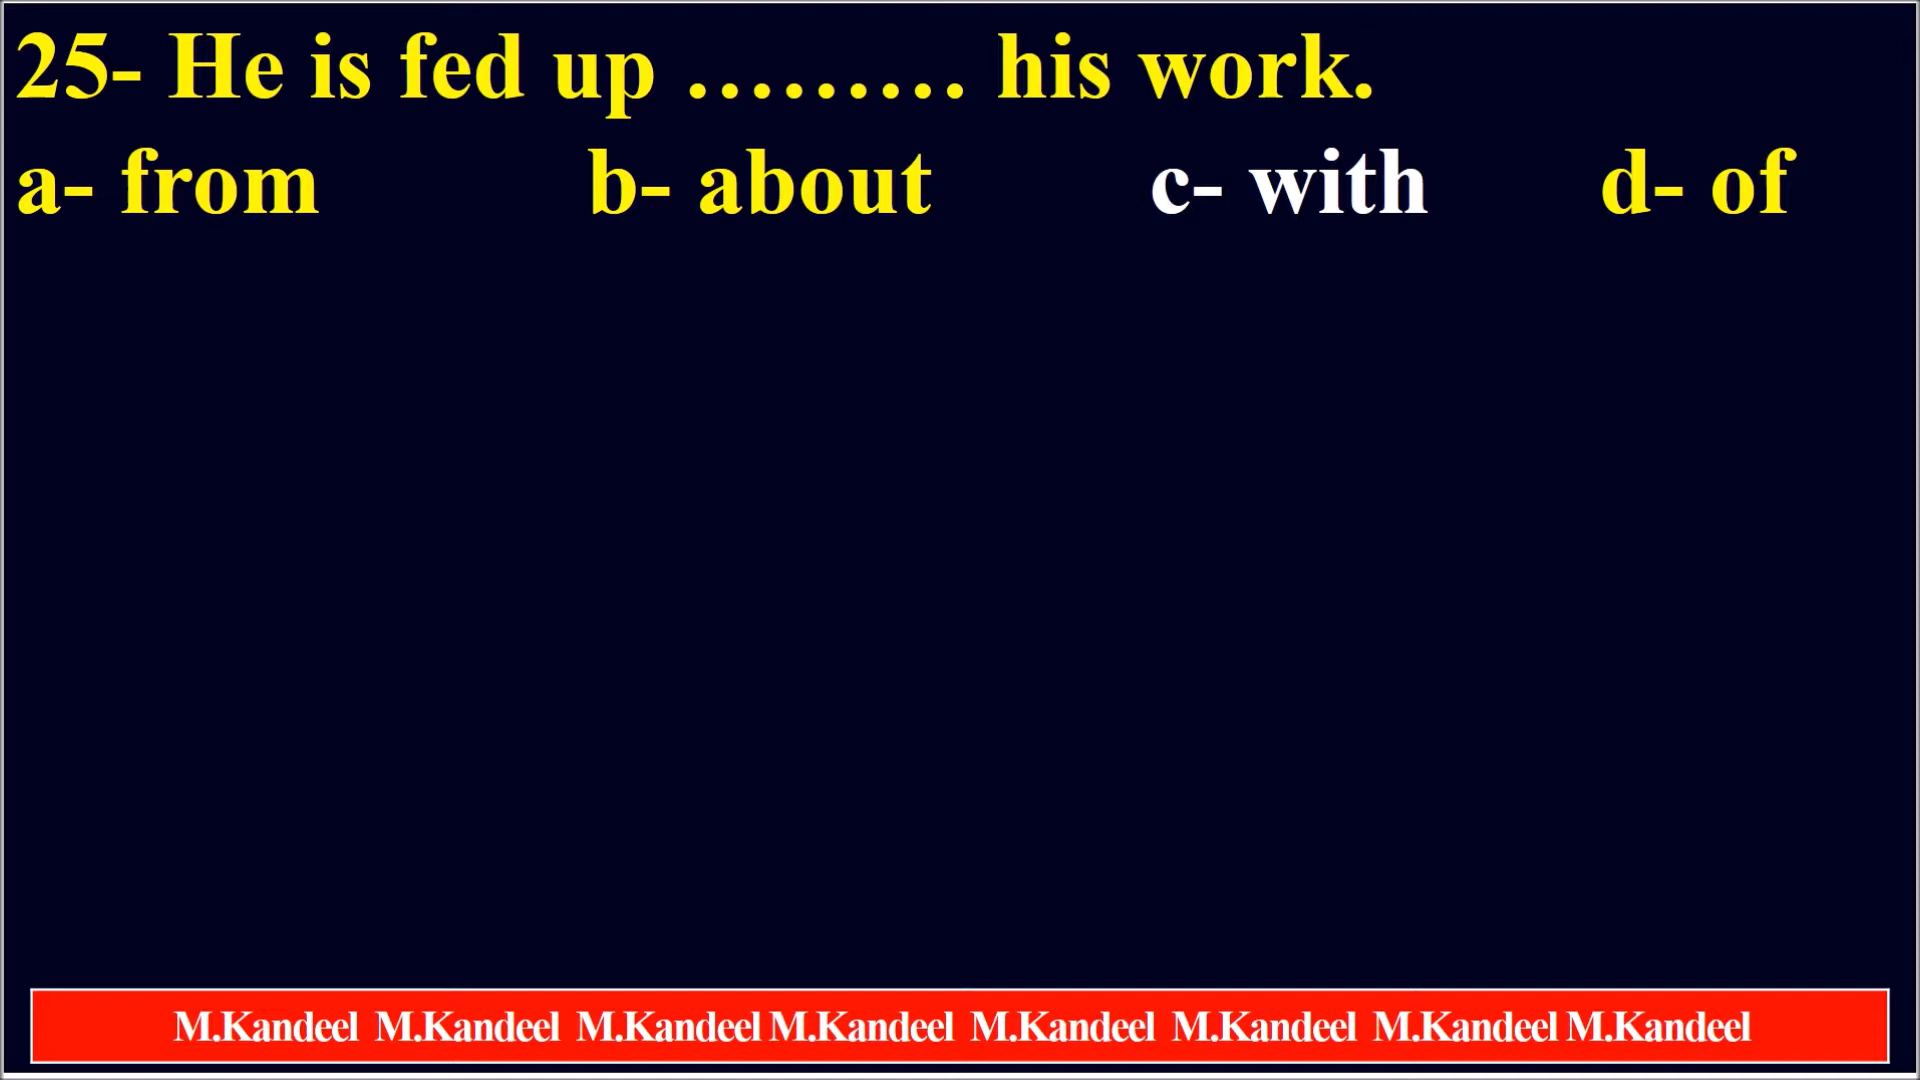 25- He is fed up ......... his work.
a- from b- about c- with d- of
M.Kandeel M.Kandeel M.Kandeel M.Kandeel M.Kandeel M.Kandeel M.Kandeel M.Kandeel